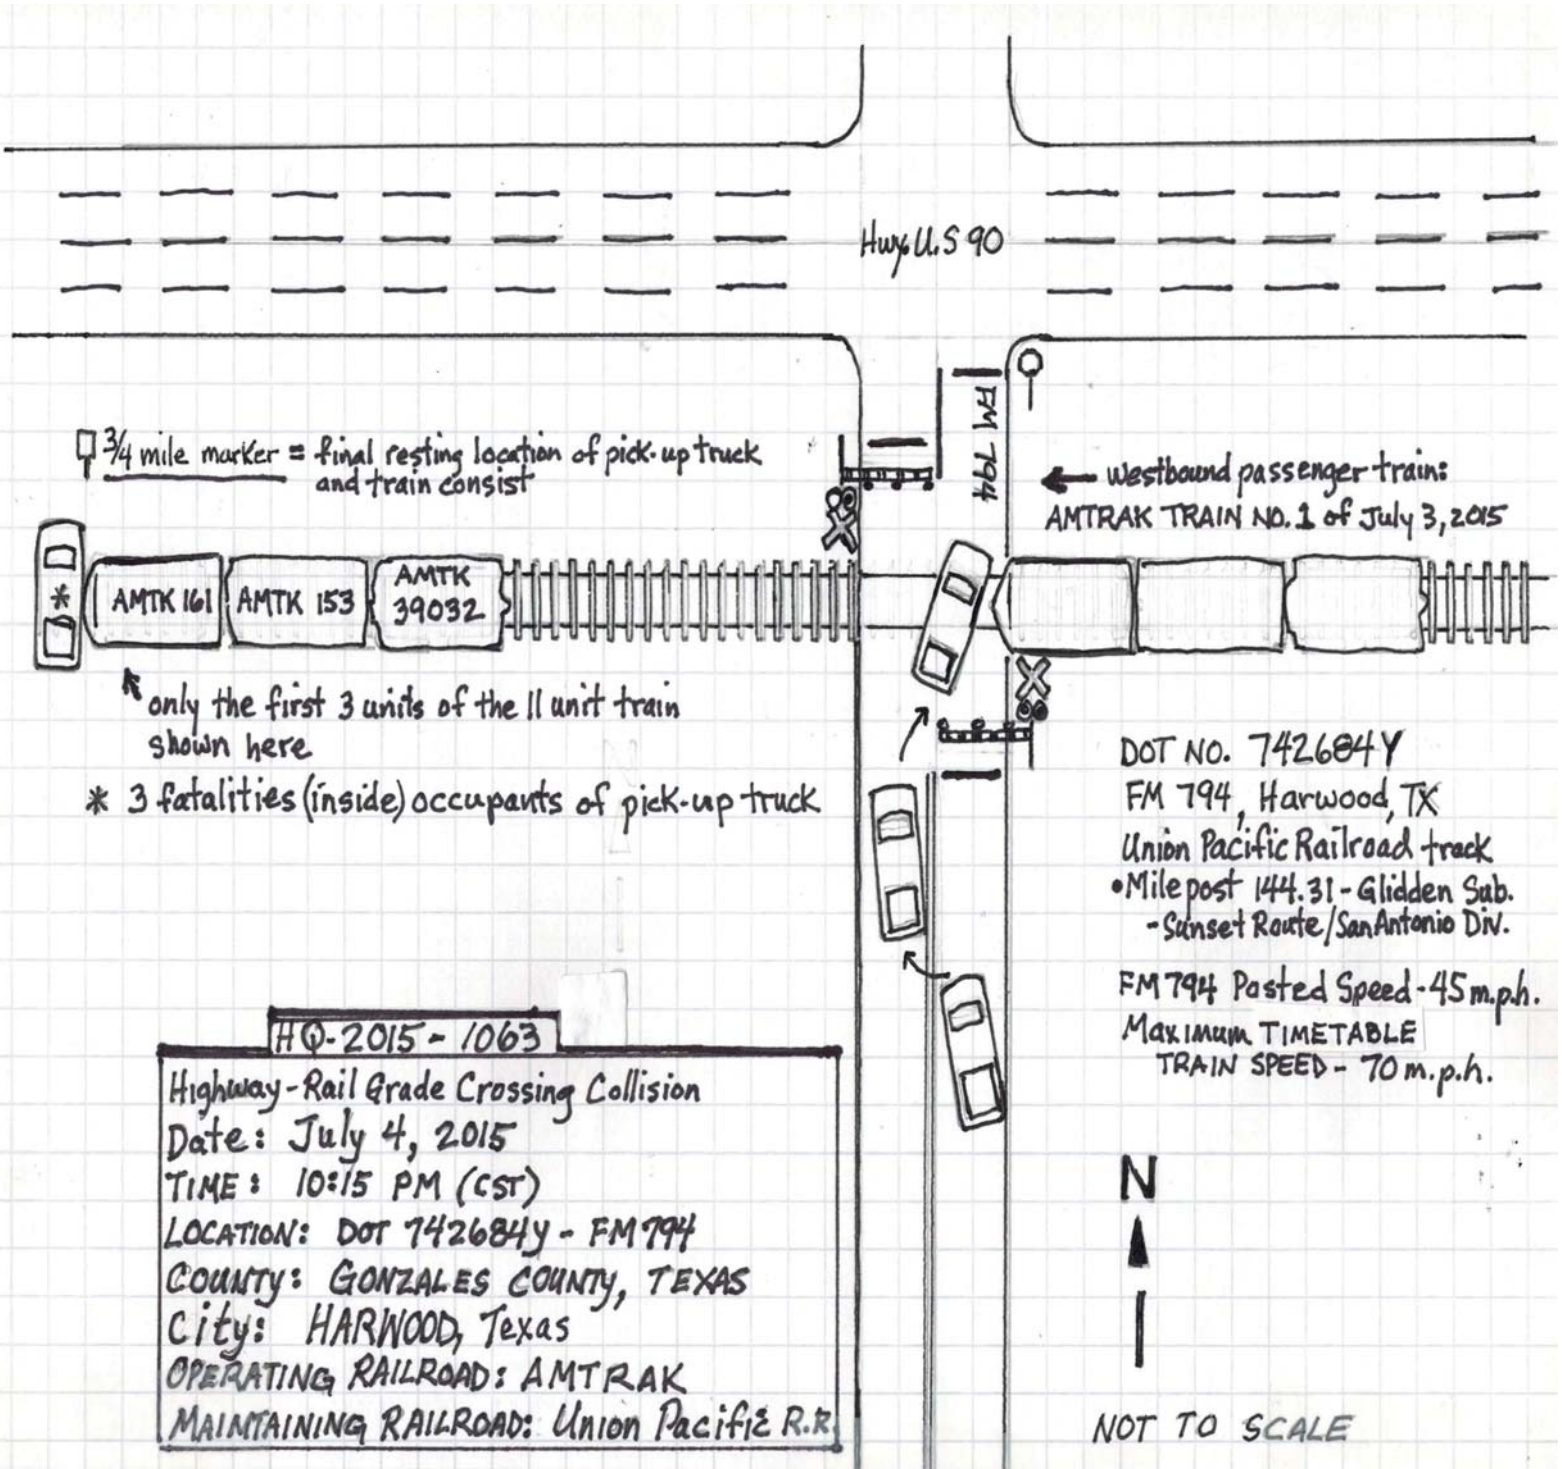 Hwy. U.S 90
FM 794
3/4 mile marker = final resting location of pick-up truck
and train consist
← westbound passenger train:
AMTRAK TRAIN NO. 1 of July 3, 2015
AMTK 161
AMTK 153
AMTK
39032
*
only the first 3 units of the 11 unit train
shown here
* 3 fatalities (inside) occupants of pick-up truck
DOT NO. 742684Y
FM 794, Harwood, TX
Union Pacific Railroad track
•Milepost 144.31 - Glidden Sub.
- Sunset Route/San Antonio Div.
FM 794 Posted Speed - 45 m.p.h.
Maximum TIMETABLE
TRAIN SPEED - 70 m.p.h.
HQ-2015-1063
Highway-Rail Grade Crossing Collision
Date: July 4, 2015
TIME: 10:15 PM (CST)
LOCATION: DOT 742684Y - FM 794
COUNTY: GONZALES COUNTY, TEXAS
City: HARWOOD, Texas
OPERATING RAILROAD: AMTRAK
MAINTAINING RAILROAD: Union Pacific R.R.
N
NOT TO SCALE